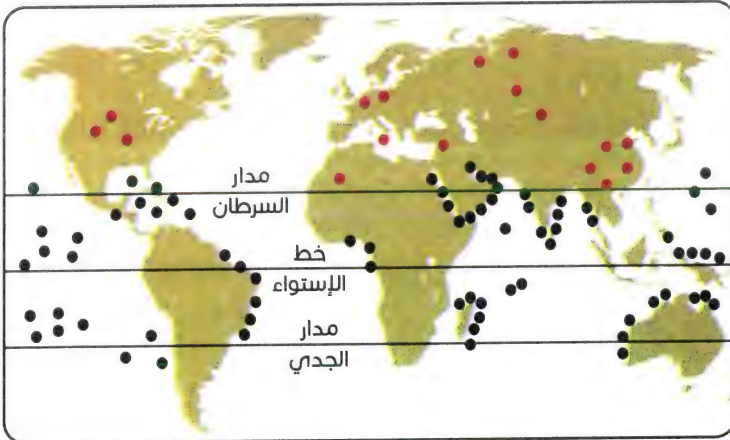 مدار
السرطان
خط
الإستواء
مدار
الجدي